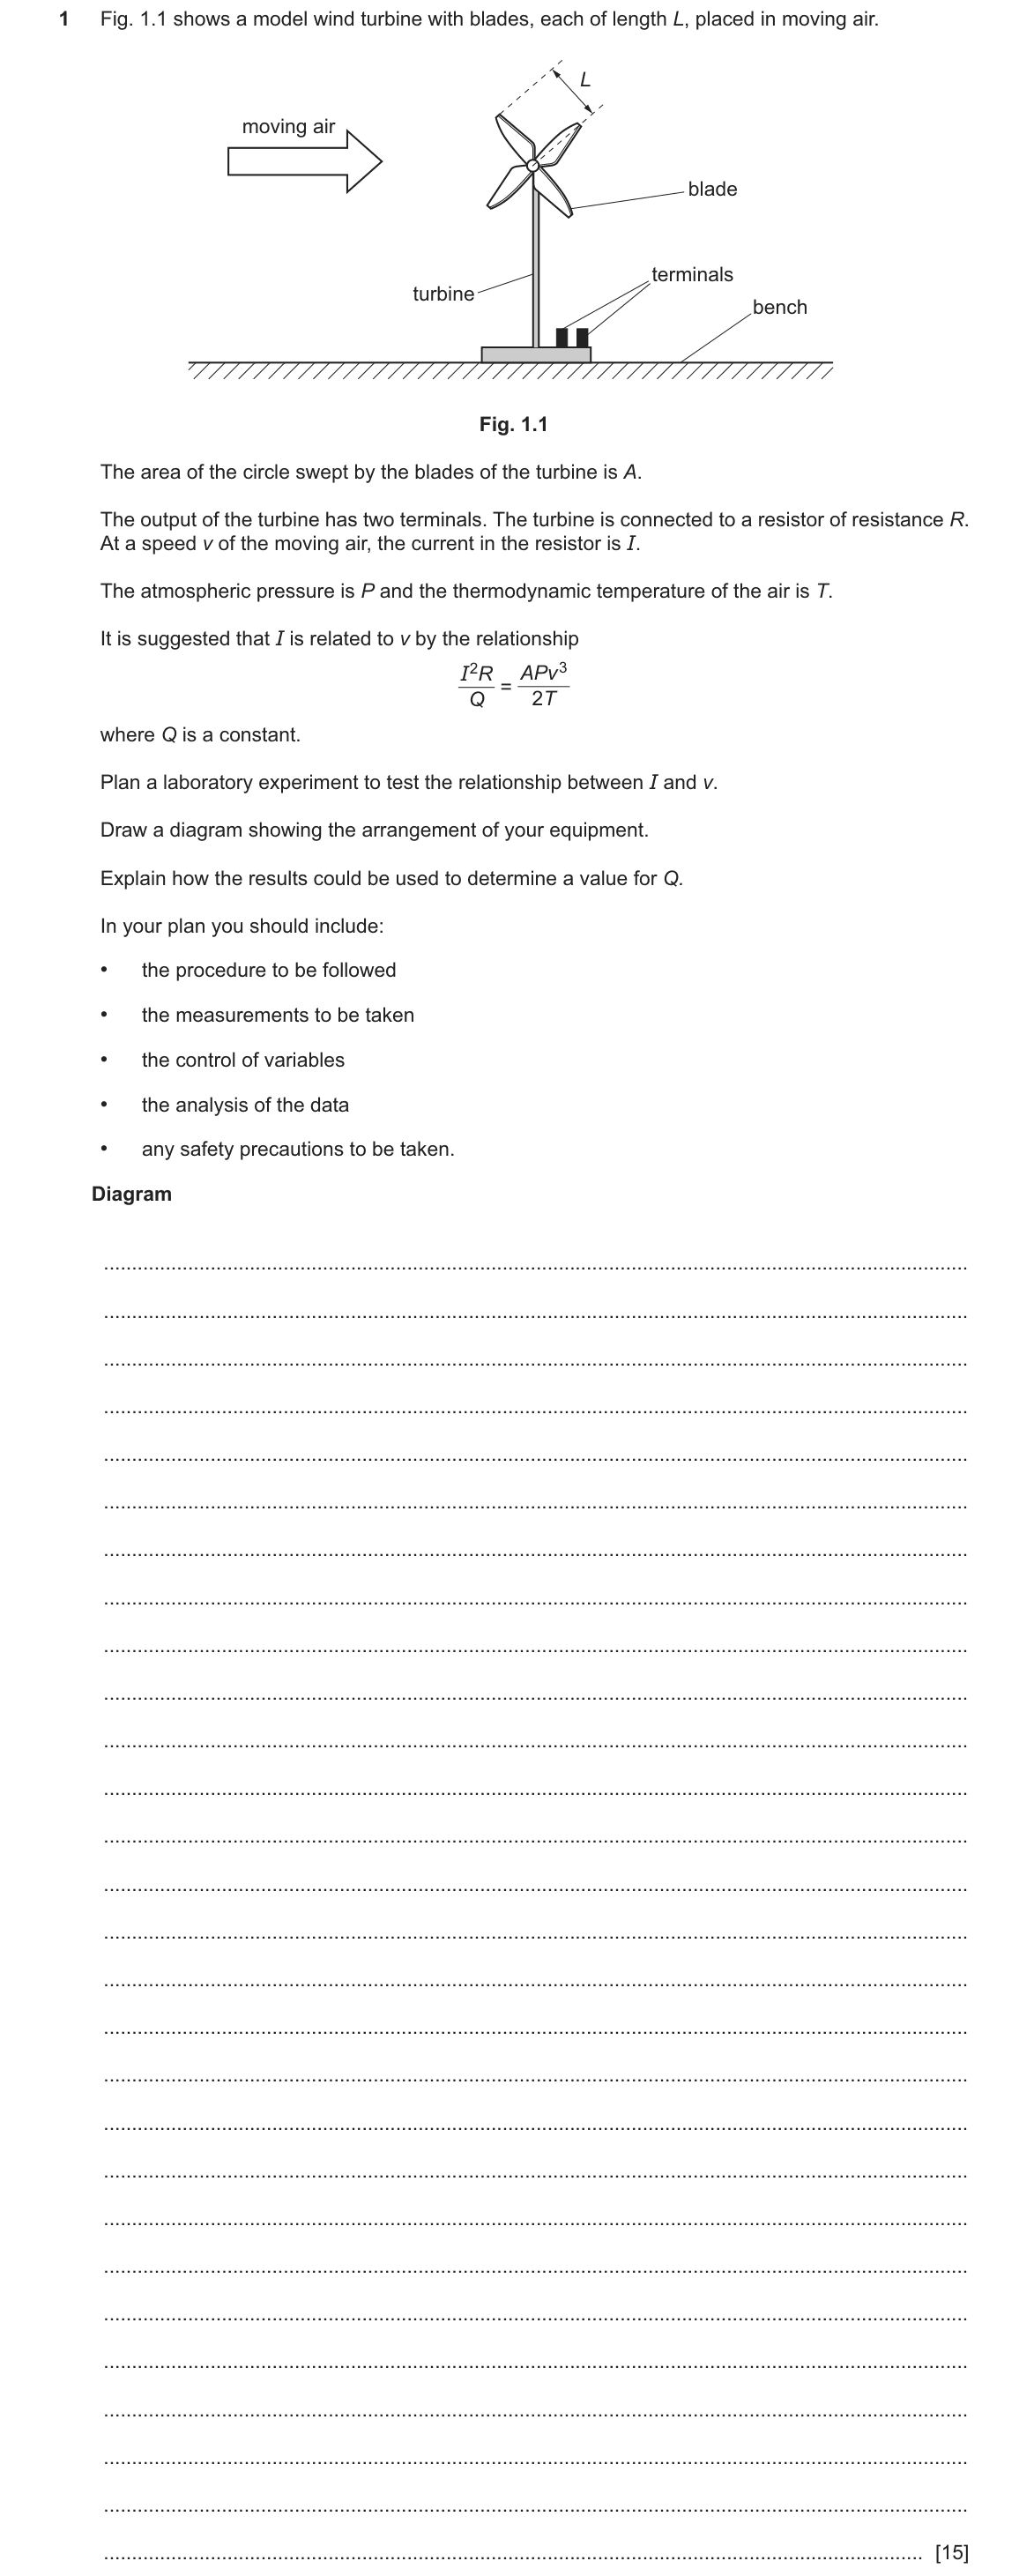 1 Fig. 1.1 shows a model wind turbine with blades, each of length L, placed in moving air.
L
moving air
blade
terminals
turbine
bench
Fig. 1.1
The area of the circle swept by the blades of the turbine is A.
The output of the turbine has two terminals. The turbine is connected to a resistor of resistance R.
At a speed v of the moving air, the current in the resistor is I.
The atmospheric pressure is P and the thermodynamic temperature of the air is T.
It is suggested that I is related to v by the relationship
I²R/Q = APv³/2T
where Q is a constant.
Plan a laboratory experiment to test the relationship between I and v.
Draw a diagram showing the arrangement of your equipment.
Explain how the results could be used to determine a value for Q.
In your plan you should include:
• the procedure to be followed
• the measurements to be taken
• the control of variables
• the analysis of the data
• any safety precautions to be taken.
Diagram
[15]